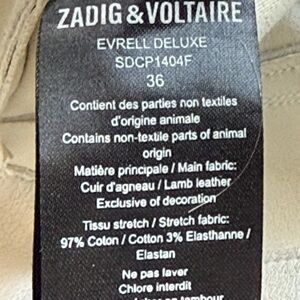 ZADIG & VOLTAIRE
EVRELL DELUXE
SDCP1404F
36
Contient des parties non textiles
d'origine animale
Contains non-textile parts of animal
origin
Matière principale / Main fabric:
Cuir d'agneau / Lamb leather
Exclusive of decoration
Tissu stretch / Stretch fabric:
97% Coton / Cotton 3% Elasthanne /
Elastan
Ne pas laver
Chlore interdit
en tambour